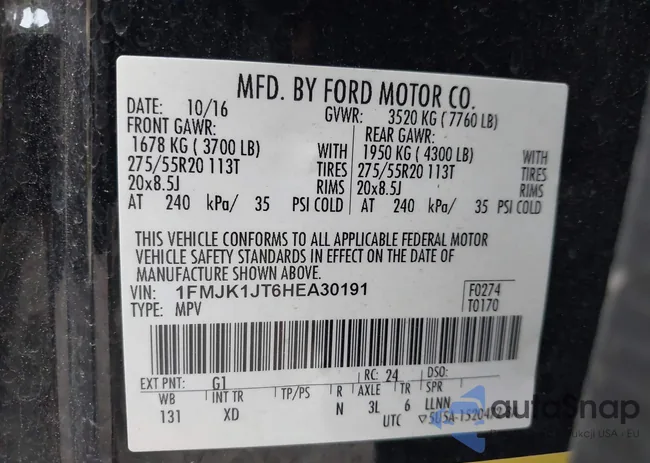 MFD. BY FORD MOTOR CO.
DATE: 10/16 GVWR: 3520 KG ( 7760 LB)
FRONT GAWR: REAR GAWR:
1678 KG ( 3700 LB) WITH 1950 KG ( 4300 LB) WITH
275/55R20 113T TIRES 275/55R20 113T TIRES
20x8.5J RIMS 20x8.5J RIMS
AT 240 kPa/ 35 PSI COLD AT 240 kPa/ 35 PSI COLD
THIS VEHICLE CONFORMS TO ALL APPLICABLE FEDERAL MOTOR
VEHICLE SAFETY STANDARDS IN EFFECT ON THE DATE OF
MANUFACTURE SHOWN ABOVE.
VIN: 1FMJK1JT6HEA30191 F0274
TYPE: MPV T0170
EXT PNT: G1 RC: 24 DSO:
WB INT TR TP/PS R AXLE TR SPR
131 XD N 3L 6 LLNN
UTC
autoSnap
USA - EU